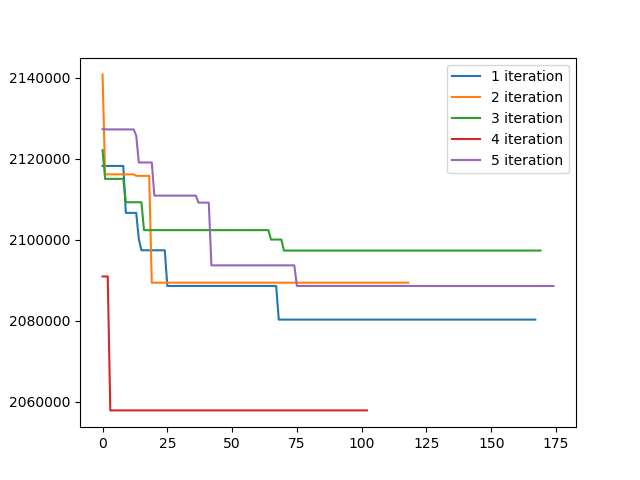 2140000
2120000
2100000
2080000
2060000
0 25 50 75 100 125 150 175
1 iteration
2 iteration
3 iteration
4 iteration
5 iteration